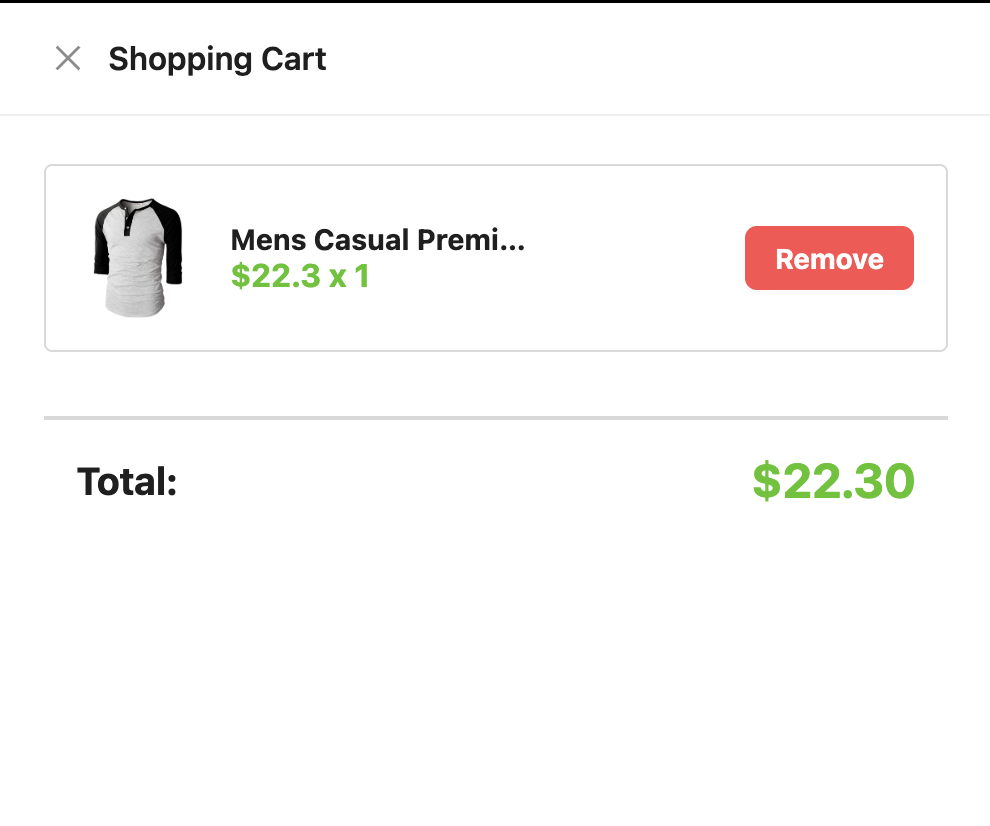 Shopping Cart
Mens Casual Premi...
$22.3 x 1
Remove
Total:
$22.30